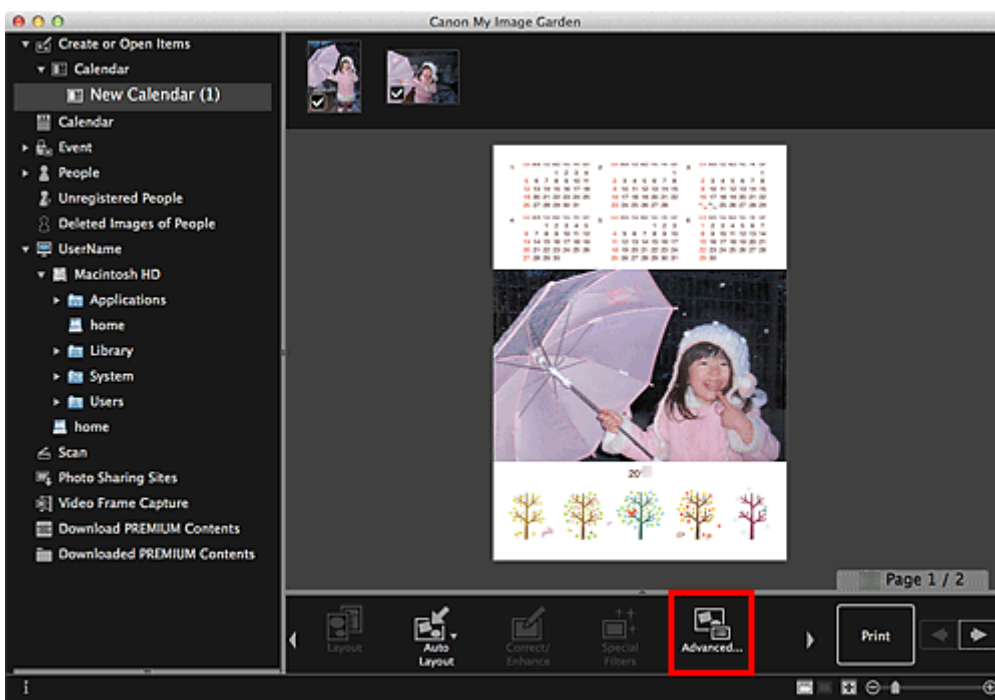 Canon My Image Garden
Create or Open Items
Calendar
New Calendar (1)
Calendar
Event
People
Unregistered People
Deleted Images of People
UserName
Macintosh HD
Applications
home
Library
System
Users
home
Scan
Photo Sharing Sites
Video Frame Capture
Download PREMIUM Contents
Downloaded PREMIUM Contents
Page 1 / 2
Layout
Auto
Layout
Correct/
Enhance
Special
Filters
Advanced...
Print